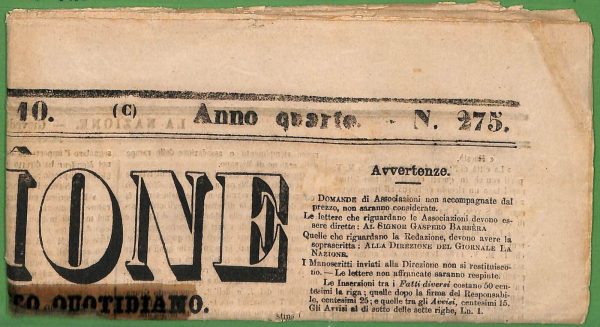 10. (C) Anno quarto. - N. 275.
IONE
QUOTIDIANO.
Avvertenze.
DOMANDE di Associazioni non accompagnate dal
prezzo, non saranno considerate.
Le lettere che riguardano le Associazioni devono es-
sere dirette: AL SIGNOR GASPERO BARBÈRA
Quelle che riguardano la Redazione, devono avere la
soprascritta: ALLA DIREZIONE DEL GIORNALE LA
NAZIONE.
I Manoscritti inviati alla Direzione non si restituisco-
no. — Le lettere non affrancate saranno respinte.
Le Inserzioni tra i Fatti diversi costano 50 cen-
tesimi la riga; quelle dopo la firma del Responsabi-
le, centesimi 25; e quelle tra gli Avvisi, centesimi 15.
Gli Avvisi al di sotto delle sette righe, Ln. 1.